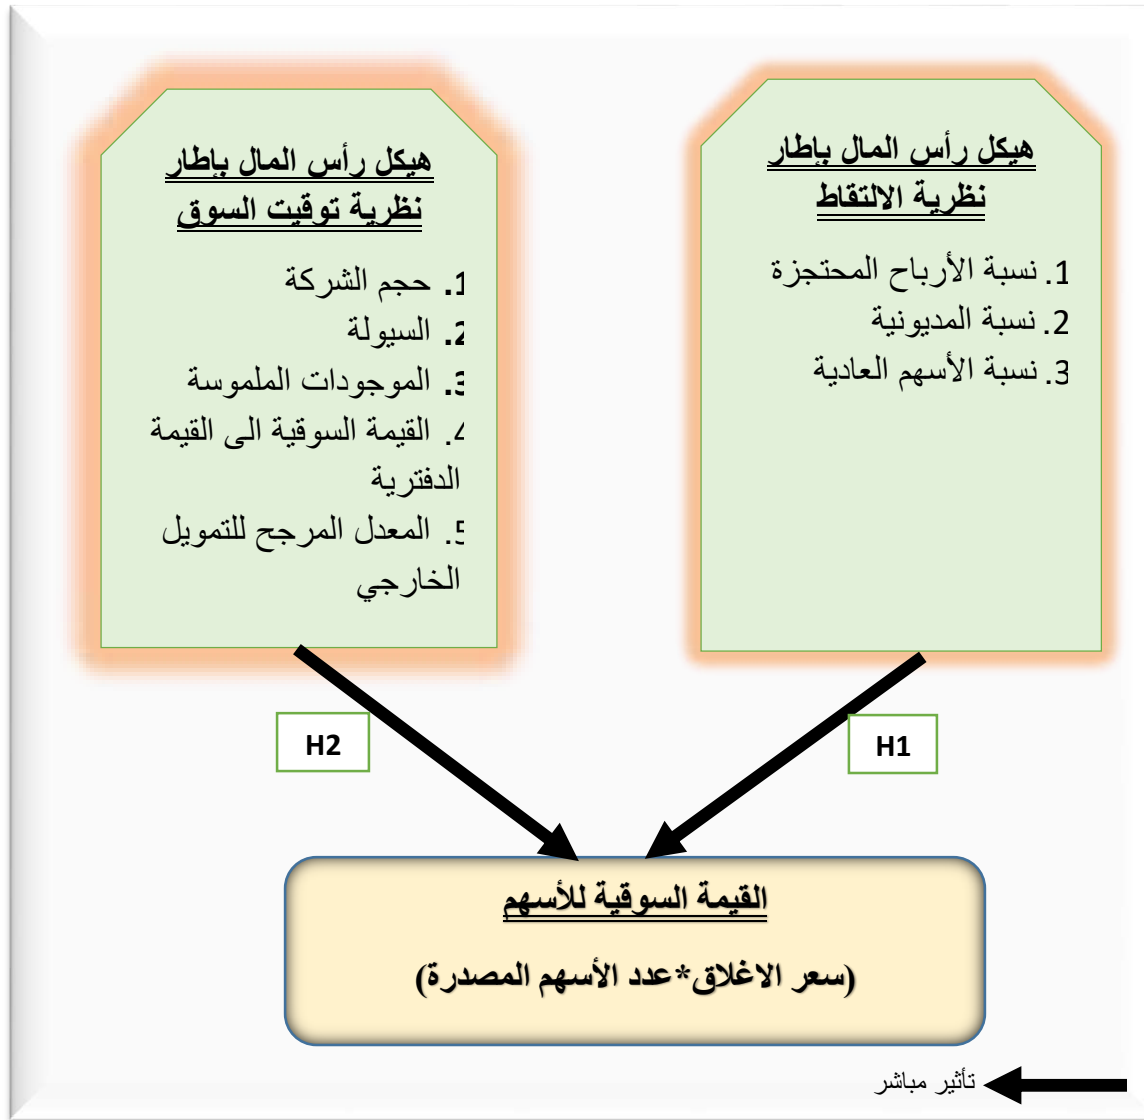 هيكل رأس المال بإطار
نظرية الالتقاط
1. نسبة الأرباح المحتجزة
2. نسبة المديونية
3. نسبة الأسهم العادية
هيكل رأس المال بإطار
نظرية توقيت السوق
1. حجم الشركة
2. السيولة
3. الموجودات الملموسة
4. القيمة السوقية الى القيمة
الدفترية
5. المعدل المرجح للتمويل
الخارجي
H1
H2
القيمة السوقية للأسهم
(سعر الاغلاق*عدد الأسهم المصدرة)
تأثير مباشر